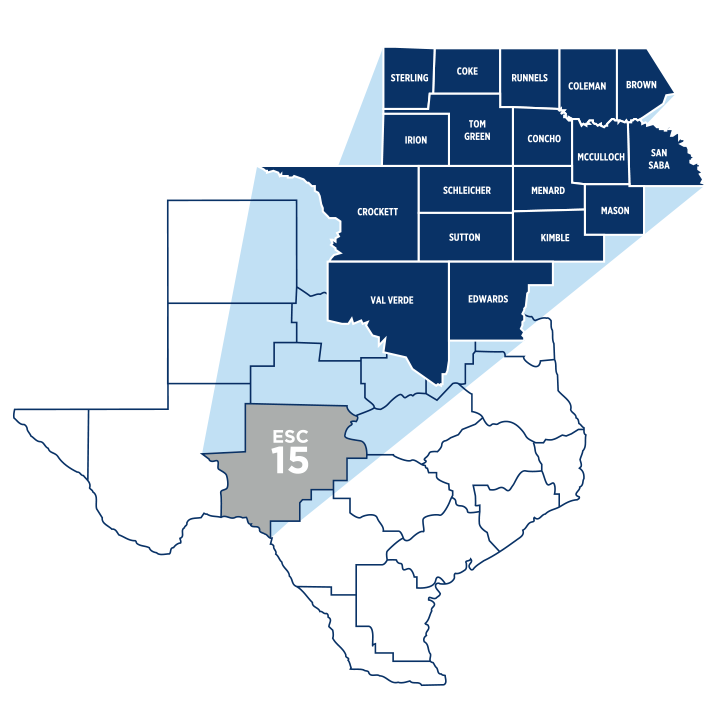 STERLING
COKE
RUNNELS
COLEMAN
BROWN
IRION
TOM
GREEN
CONCHO
MCCULLOCH
SAN
SABA
CROCKETT
SCHLEICHER
MENARD
MASON
SUTTON
KIMBLE
VAL VERDE
EDWARDS
ESC
15